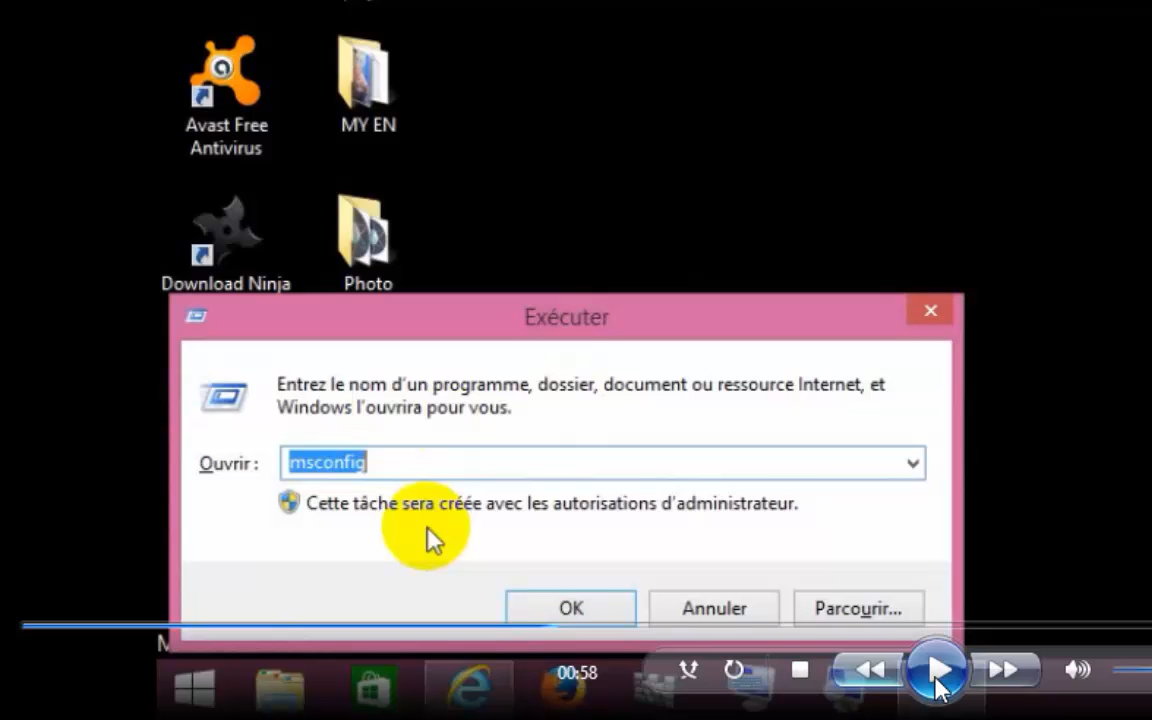 Avast Free
Antivirus
MY EN
Download Ninja
Photo
Exécuter
Entrez le nom d'un programme, dossier, document ou ressource Internet, et
Windows l'ouvrira pour vous.
Ouvrir :
msconfig
Cette tâche sera créée avec les autorisations d'administrateur.
OK
Annuler
Parcourir...
M
00:58